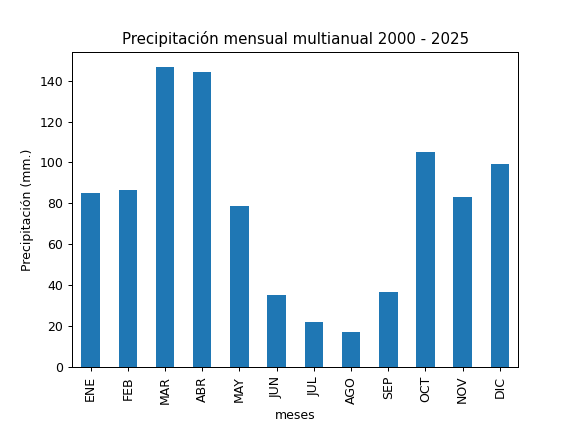 Precipitación mensual multianual 2000 - 2025
Precipitación (mm.)
140
120
100
80
60
40
20
0
ENE
FEB
MAR
ABR
MAY
JUN
JUL
AGO
SEP
OCT
NOV
DIC
meses